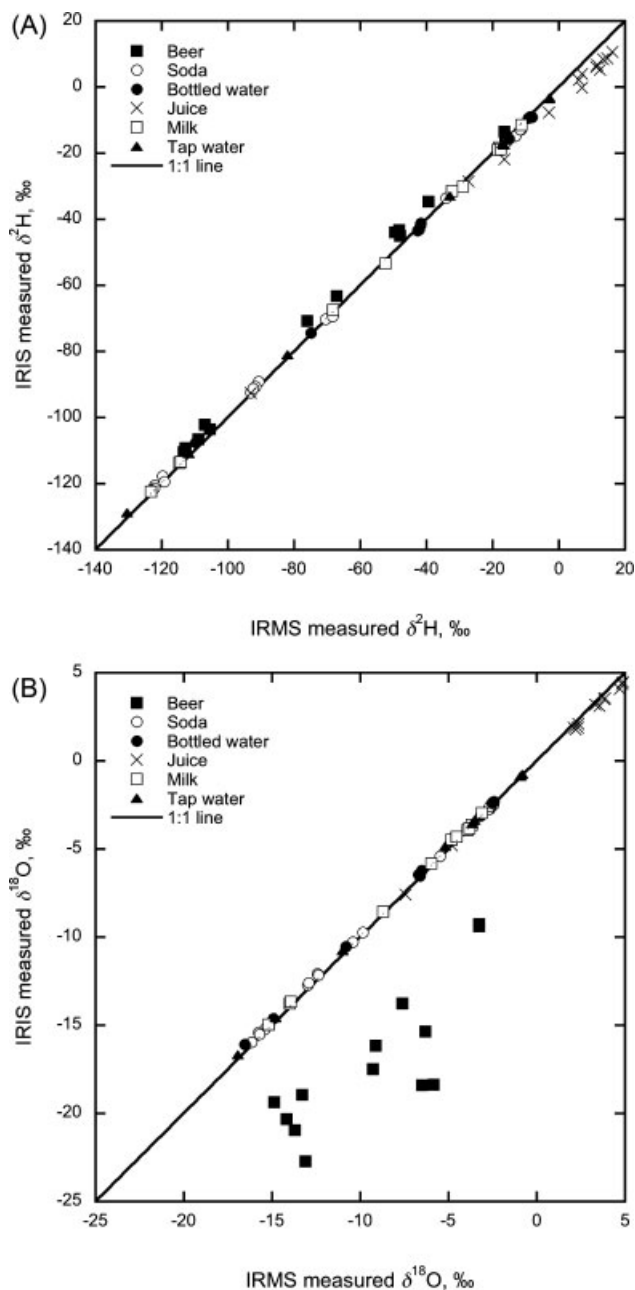 (A)
20
0
-20
-40
-60
-80
-100
-120
-140
IRIS measured δ²H, ‰
Beer
Soda
Bottled water
Juice
Milk
Tap water
1:1 line
-140 -120 -100 -80 -60 -40 -20 0 20
IRMS measured δ²H, ‰
(B)
5
0
-5
-10
-15
-20
-25
IRIS measured δ¹⁸O, ‰
Beer
Soda
Bottled water
Juice
Milk
Tap water
1:1 line
-25 -20 -15 -10 -5 0 5
IRMS measured δ¹⁸O, ‰